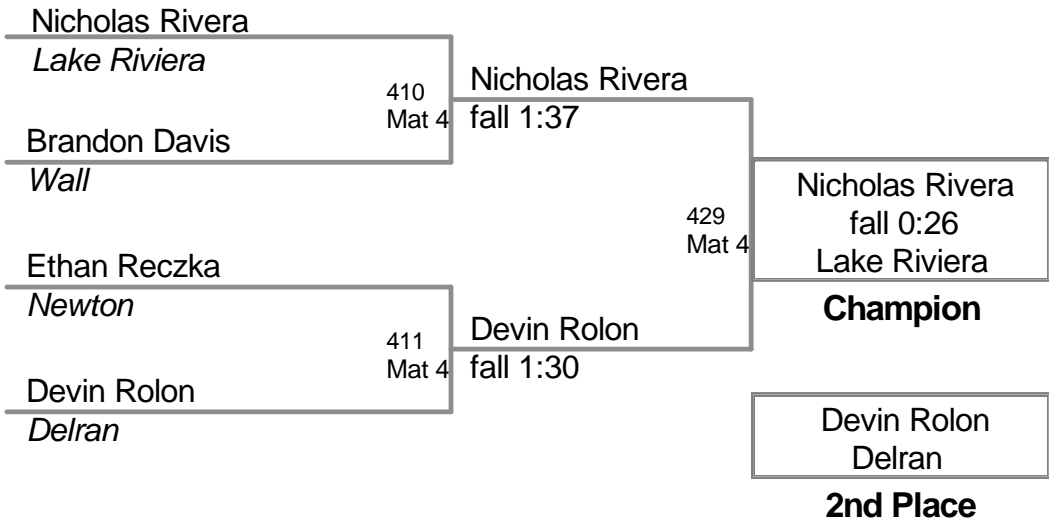 Nicholas Rivera
Lake Riviera
410
Mat 4
Nicholas Rivera
fall 1:37
Brandon Davis
Wall
429
Mat 4
Nicholas Rivera
fall 0:26
Lake Riviera
Champion
Ethan Reczka
Newton
411
Mat 4
Devin Rolon
fall 1:30
Devin Rolon
Delran
Devin Rolon
Delran
2nd Place